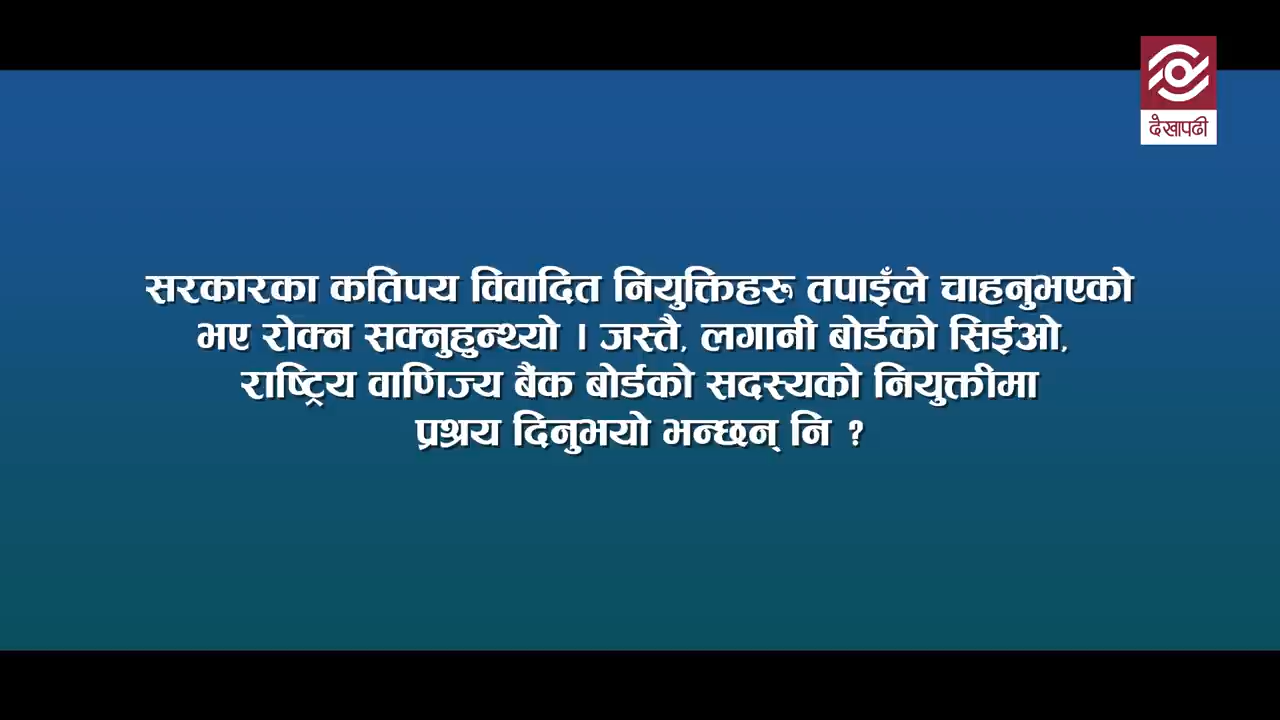 देखापढी
सरकारका कतिपय विवादित नियुक्तिहरू तपाइँले चाहनुभएको
भए रोक्न सक्नुहुन्थ्यो । जस्तै, लगानी बोर्डको सिईओ,
राष्ट्रिय वाणिज्य बैंक बोर्डको सदस्यको नियुक्तीमा
प्रश्रय दिनुभयो भन्छन् नि ?